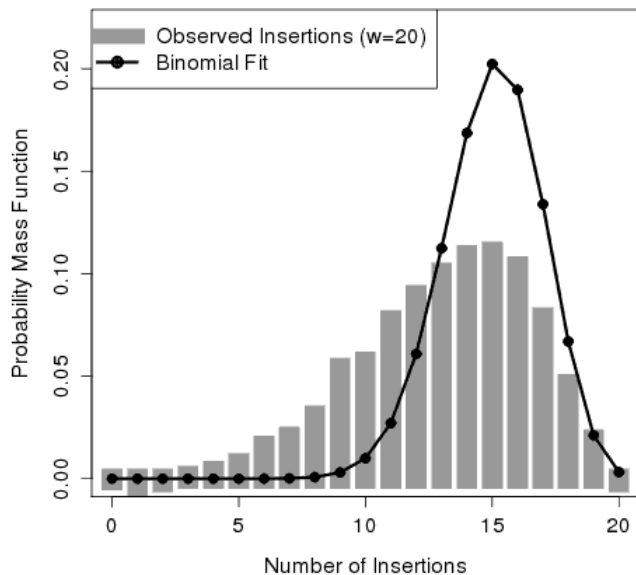 Observed Insertions (w=20)
Binomial Fit
Probability Mass Function
0.20
0.15
0.10
0.05
0.00
0 5 10 15 20
Number of Insertions